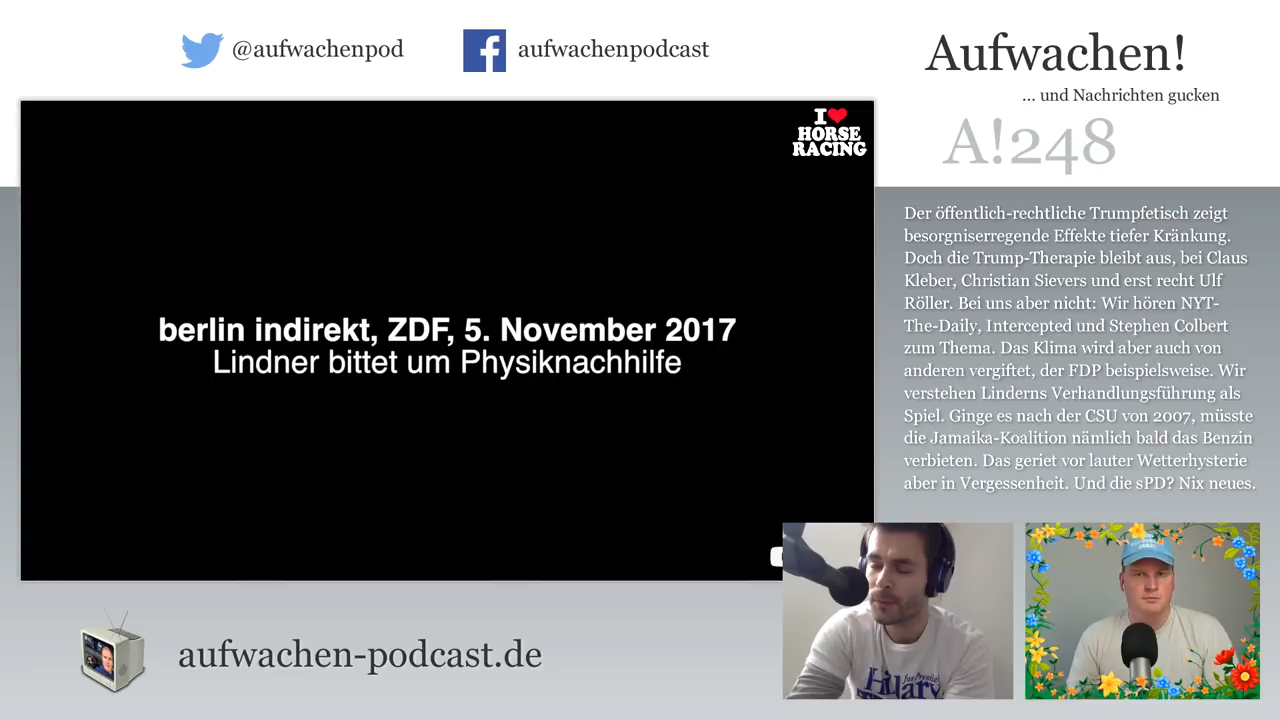 @aufwachenpod
aufwachenpodcast
Aufwachen!
... und Nachrichten gucken
A!248
I
HORSE
RACING
berlin indirekt, ZDF, 5. November 2017
Lindner bittet um Physiknachhilfe
Der öffentlich-rechtliche Trumpfetisch zeigt
besorgniserregende Effekte tiefer Kränkung.
Doch die Trump-Therapie bleibt aus, bei Claus
Kleber, Christian Sievers und erst recht Ulf
Röller. Bei uns aber nicht: Wir hören NYT-
The-Daily, Intercepted und Stephen Colbert
zum Thema. Das Klima wird aber auch von
anderen vergiftet, der FDP beispielsweise. Wir
verstehen Linderns Verhandlungsführung als
Spiel. Ginge es nach der CSU von 2007, müsste
die Jamaika-Koalition nämlich bald das Benzin
verbieten. Das geriet vor lauter Wetterhysterie
aber in Vergessenheit. Und die sPD? Nix neues.
Hillary
aufwachen-podcast.de